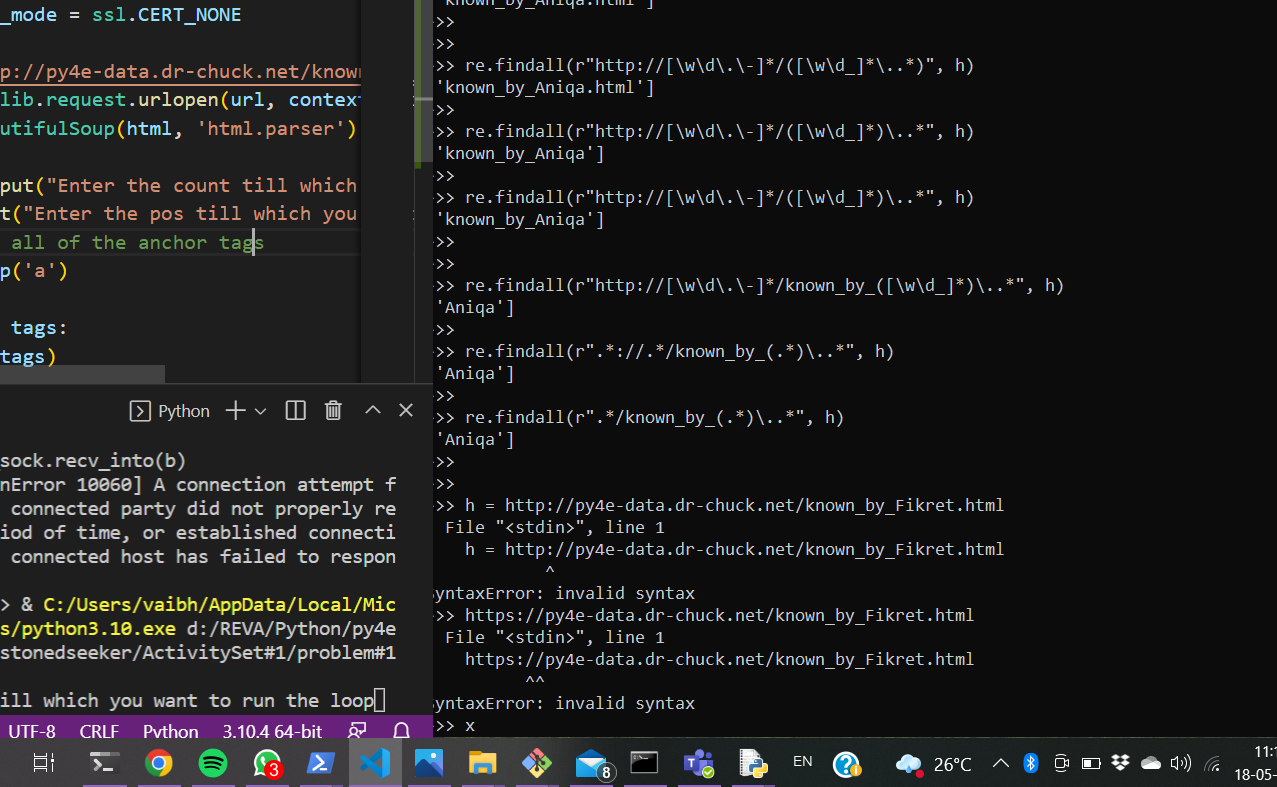 _mode = ssl.CERT_NONE
p://py4e-data.dr-chuck.net/know
lib.request.urlopen(url, contex
utifulSoup(html, 'html.parser')
put("Enter the count till which
t("Enter the pos till which you
all of the anchor tags
p('a')
tags:
tags)
Python
sock.recv_into(b)
nError 10060] A connection attempt f
connected party did not properly re
iod of time, or established connecti
connected host has failed to respon
> & C:/Users/vaibh/AppData/Local/Mic
s/python3.10.exe d:/REVA/Python/py4e
stonedseeker/ActivitySet#1/problem#1
ill which you want to run the loop
UTF-8 CRLF Python 3.10.4 64-bit
'known_by_Aniqa.html']
>>
>>
>> re.findall(r"http://[\w\d\.\-]*/([\w\d_]*\..*)", h)
'known_by_Aniqa.html']
>>
>> re.findall(r"http://[\w\d\.\-]*/([\w\d_]*)\..*", h)
'known_by_Aniqa']
>>
>> re.findall(r"http://[\w\d\.\-]*/([\w\d_]*)\..*", h)
'known_by_Aniqa']
>>
>>
>> re.findall(r"http://[\w\d\.\-]*/known_by_([\w\d_]*)\..*", h)
'Aniqa']
>>
>> re.findall(r".*://.*/known_by_(.*)\..*", h)
'Aniqa']
>>
>> re.findall(r".*/known_by_(.*)\..*", h)
'Aniqa']
>>
>>
>> h = http://py4e-data.dr-chuck.net/known_by_Fikret.html
File "<stdin>", line 1
h = http://py4e-data.dr-chuck.net/known_by_Fikret.html
^
SyntaxError: invalid syntax
>> https://py4e-data.dr-chuck.net/known_by_Fikret.html
File "<stdin>", line 1
https://py4e-data.dr-chuck.net/known_by_Fikret.html
^^
SyntaxError: invalid syntax
>> x
3
8
EN
26°C
11:1
18-05-